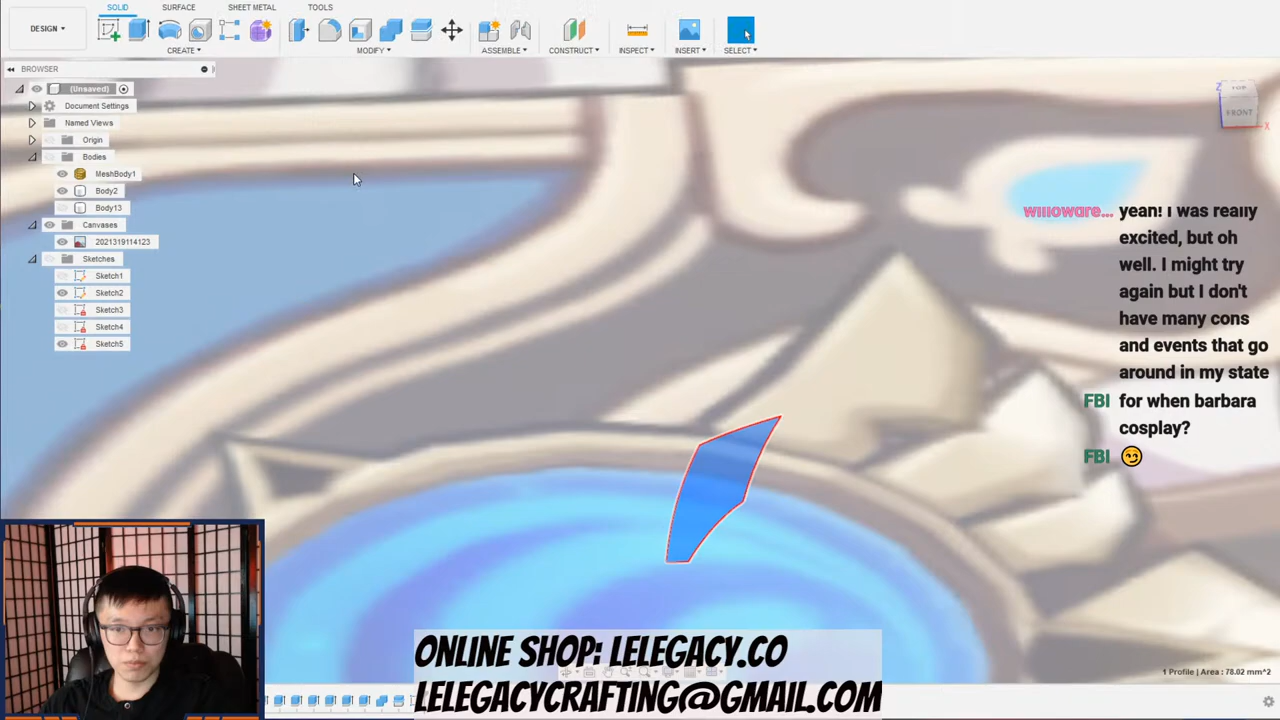 SOLID SURFACE SHEET METAL TOOLS
DESIGN
CREATE MODIFY ASSEMBLE CONSTRUCT INSPECT INSERT SELECT
BROWSER
(Unsaved)
Document Settings
Named Views
Origin
Bodies
MeshBody1
Body2
Body13
Canvases
2021319114123
Sketches
Sketch1
Sketch2
Sketch3
Sketch4
Sketch5
Z
TOP
FRONT
X
willoware... yeah! I was really
excited, but oh
well. I might try
again but I don't
have many cons
and events that go
around in my state
FBI for when barbara
cosplay?
FBI
1 Profile | Area : 78.02 mm^2
ONLINE SHOP: LELEGACY.CO
LELEGACYCRAFTING@GMAIL.COM